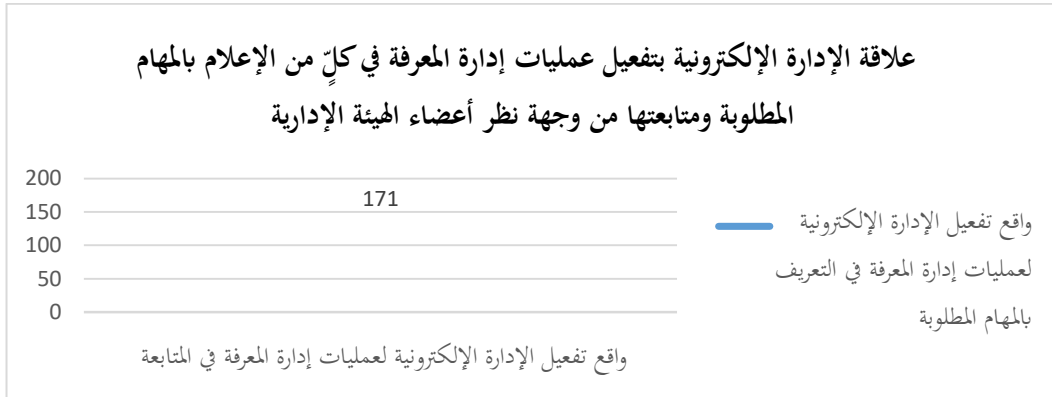 علاقة الإدارة الإلكترونية بتفعيل عمليات إدارة المعرفة في كلٍّ من الإعلام بالمهام
المطلوبة ومتابعتها من وجهة نظر أعضاء الهيئة الإدارية
200
171
150
100
50
0
واقع تفعيل الإدارة الإلكترونية
لعمليات إدارة المعرفة في التعريف
بالمهام المطلوبة
واقع تفعيل الإدارة الإلكترونية لعمليات إدارة المعرفة في المتابعة